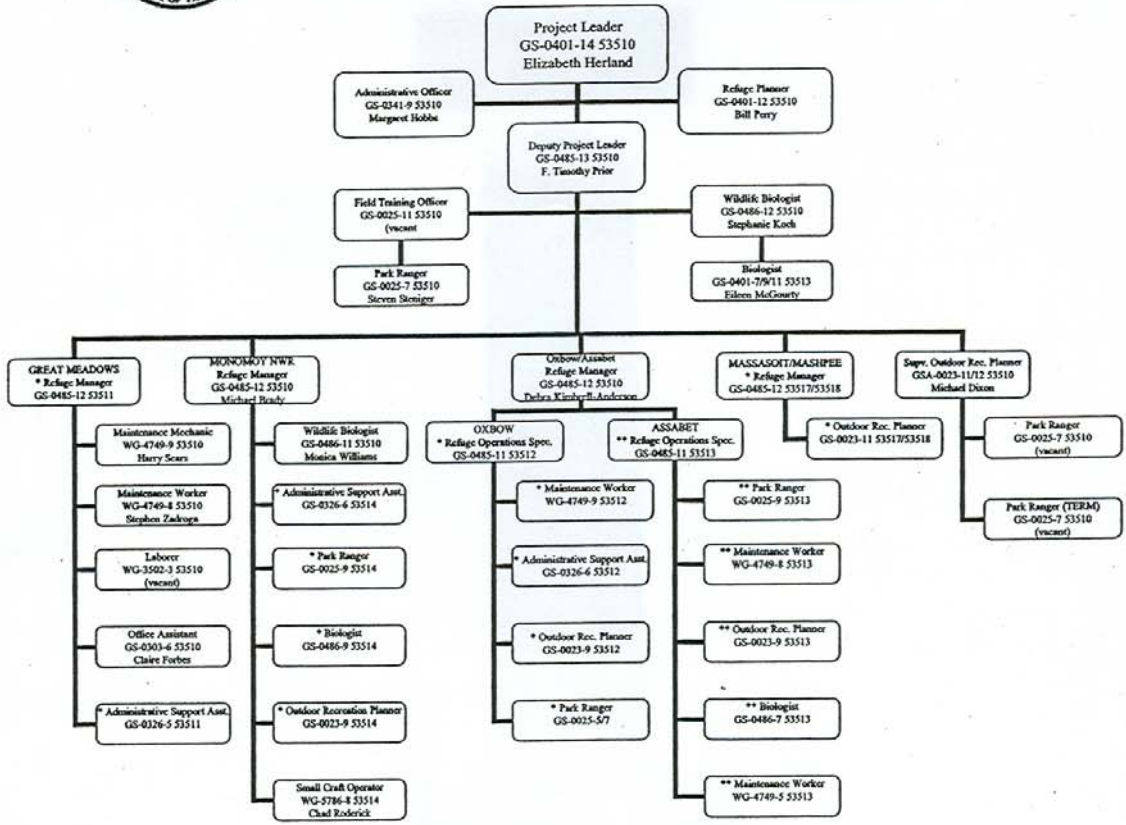 Project Leader
GS-0401-14 53510
Elizabeth Herland
Administrative Officer
GS-0341-9 53510
Margaret Hobbs
Refuge Planner
GS-0401-12 53510
Bill Perry
Deputy Project Leader
GS-0485-13 53510
F. Timothy Prior
Field Training Officer
GS-0025-11 53510
(vacant
Wildlife Biologist
GS-0486-12 53510
Stephanie Koch
Park Ranger
GS-0025-7 53510
Steven Steniger
Biologist
GS-0401-7/9/11 53513
Eileen McGourty
GREAT MEADOWS
* Refuge Manager
GS-0485-12 53511
MONOMOY NWR
Refuge Manager
GS-0485-12 53510
Michael Brady
Oxbow/Assabet
Refuge Manager
GS-0485-12 53510
Debra Kimbrell-Anderson
MASSASOIT/MASHPEE
* Refuge Manager
GS-0485-12 53517/53518
Supv. Outdoor Rec. Planner
GSA-0023-11/12 53510
Michael Dixon
Maintenance Mechanic
WG-4749-9 53510
Harry Sears
Maintenance Worker
WG-4749-8 53510
Stephen Zadroga
Laborer
WG-3502-3 53510
(vacant)
Office Assistant
GS-0303-6 53510
Claire Forbes
* Administrative Support Asst.
GS-0326-5 53511
Wildlife Biologist
GS-0486-11 53510
Monica Williams
* Administrative Support Asst.
GS-0326-6 53514
* Park Ranger
GS-0025-9 53514
* Biologist
GS-0486-9 53514
* Outdoor Recreation Planner
GS-0023-9 53514
Small Craft Operator
WG-5786-8 53514
Chad Roderick
OXBOW
* Refuge Operations Spec.
GS-0485-11 53512
* Maintenance Worker
WG-4749-9 53512
* Administrative Support Asst.
GS-0326-6 53512
* Outdoor Rec. Planner
GS-0023-9 53512
* Park Ranger
GS-0025-5/7
ASSABET
** Refuge Operations Spec.
GS-0485-11 53513
** Park Ranger
GS-0025-9 53513
** Maintenance Worker
WG-4749-8 53513
** Outdoor Rec. Planner
GS-0023-9 53513
** Biologist
GS-0486-7 53513
** Maintenance Worker
WG-4749-5 53513
* Outdoor Rec. Planner
GS-0023-11 53517/53518
Park Ranger
GS-0025-7 53510
(vacant)
Park Ranger (TERM)
GS-0025-7 53510
(vacant)